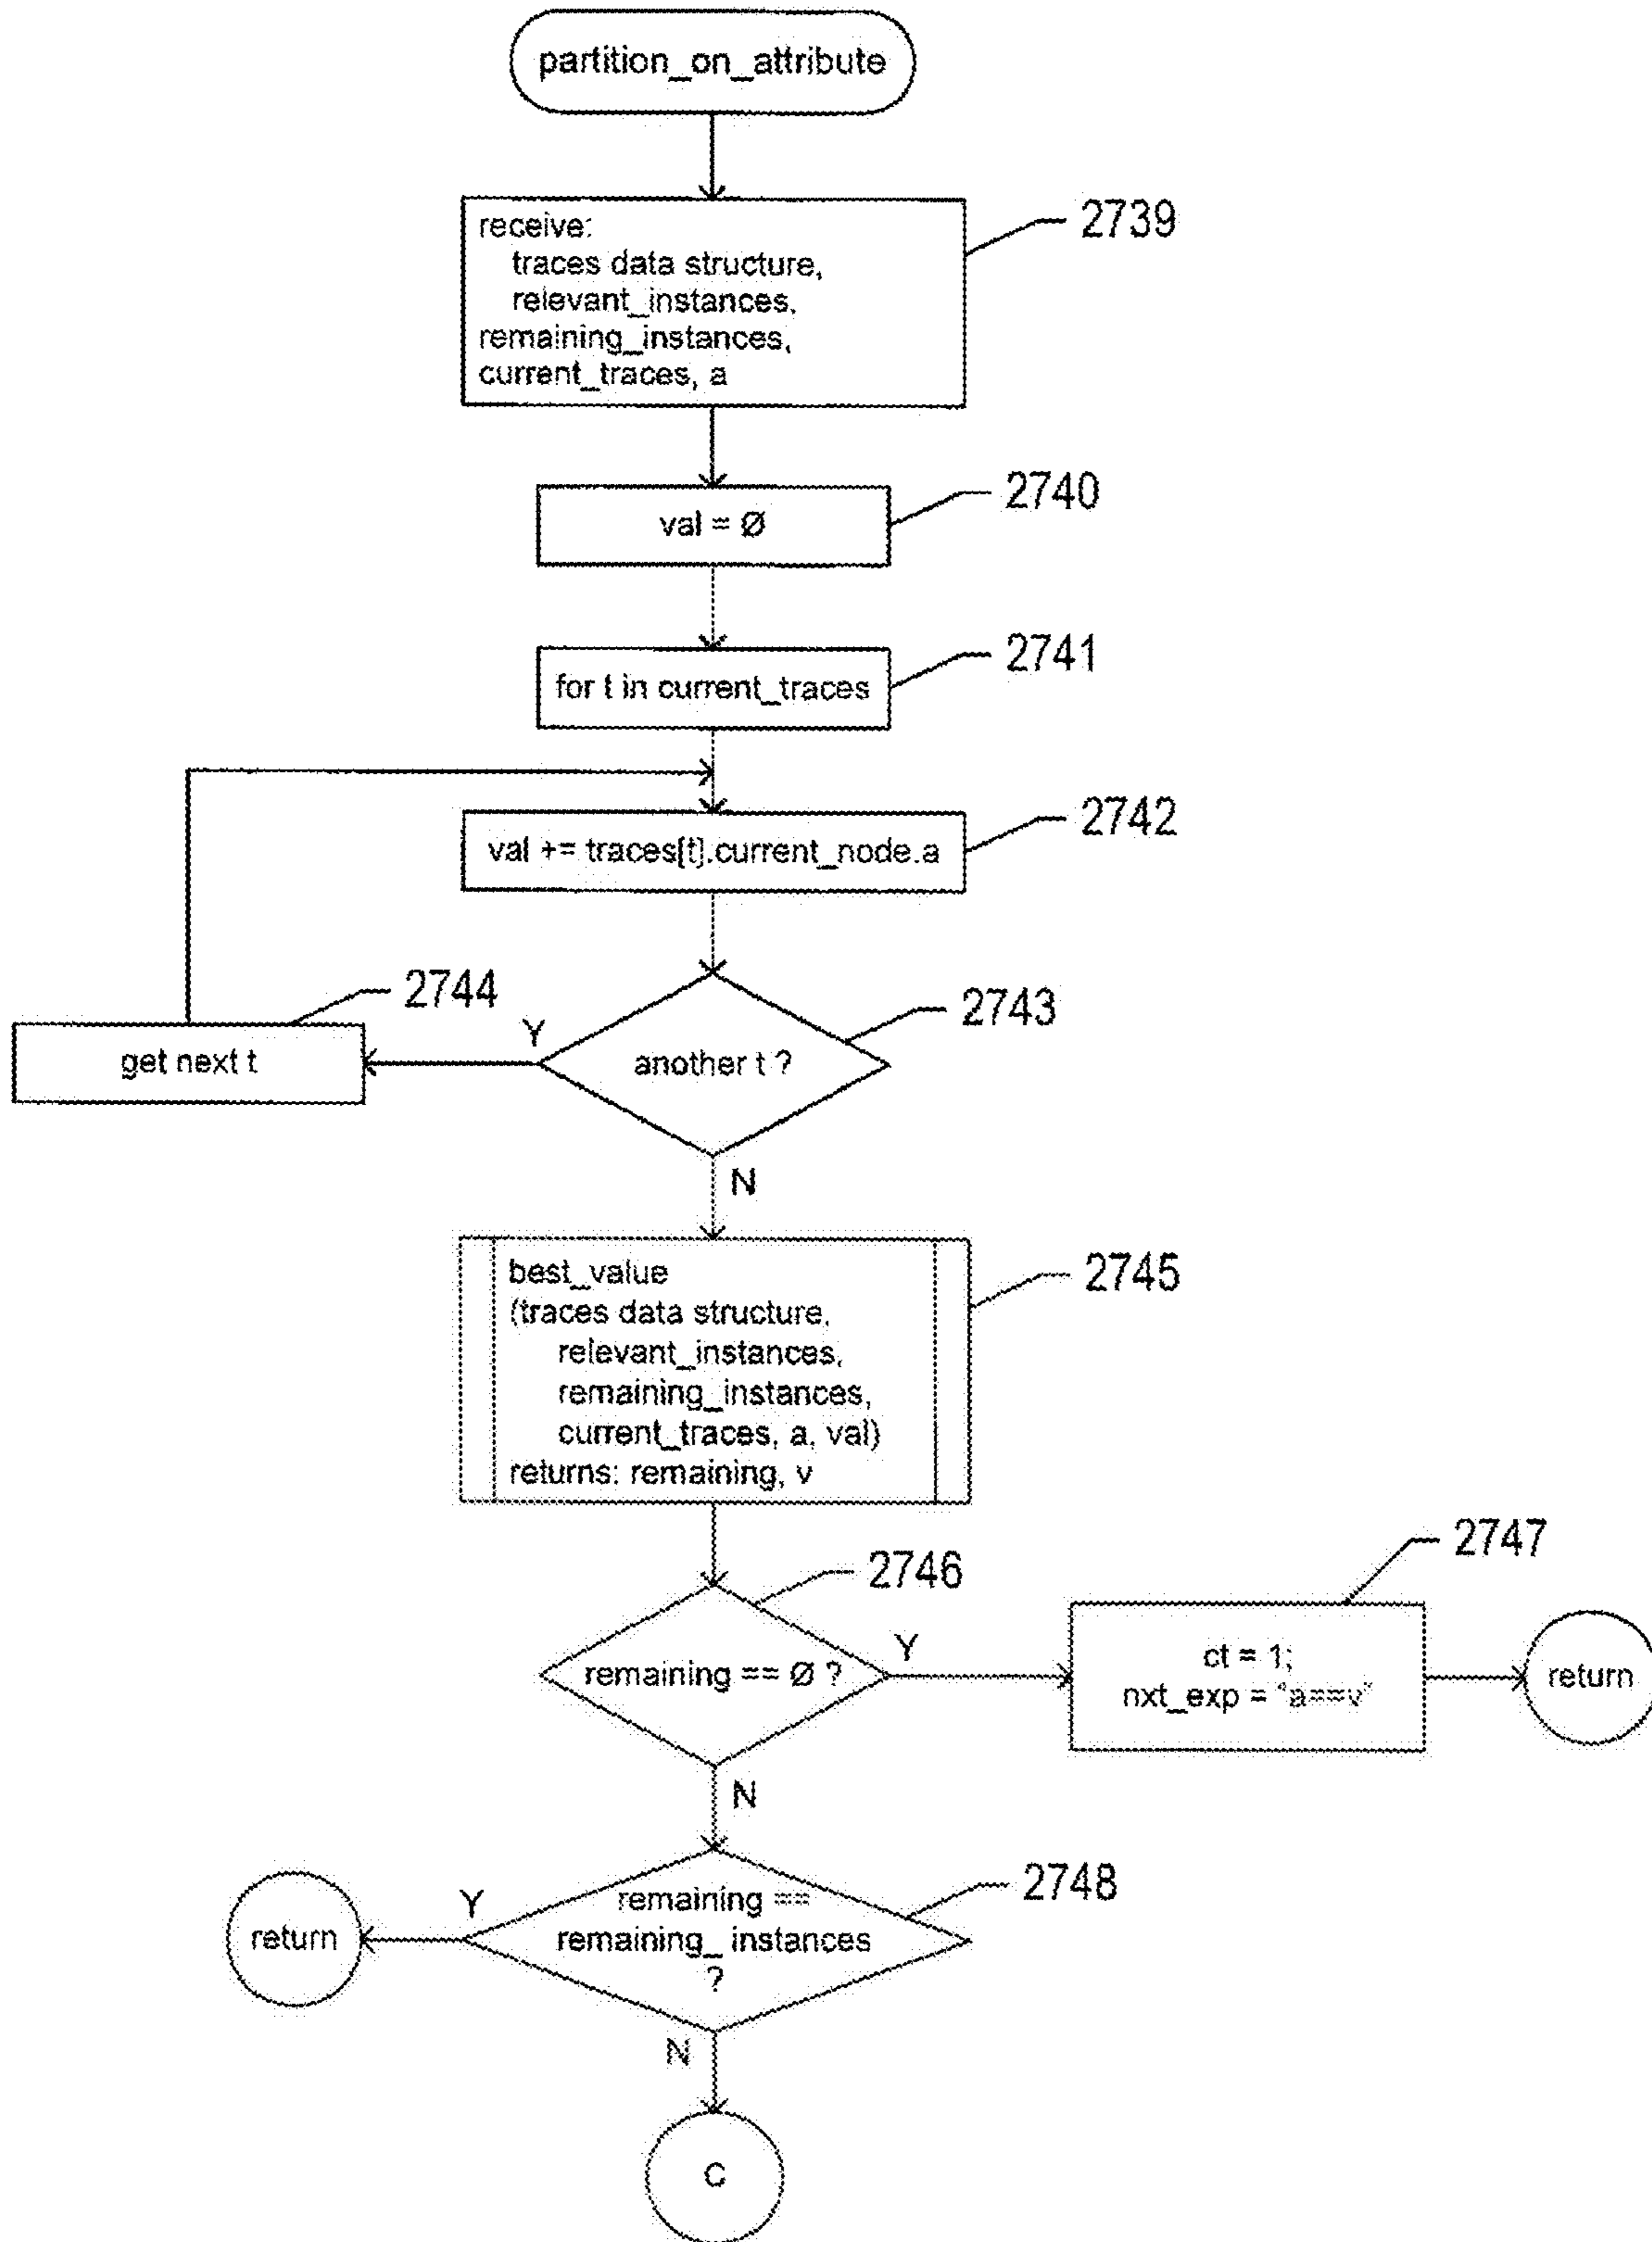 partition_on_attribute
2739
receive:
traces data structure,
relevant_instances,
remaining_instances,
current_traces, a
2740
val = Ø
2741
for t in current_traces
2742
val += traces[t].current_node.a
2744
get next t
Y
another t ?
2743
N
2745
best_value
(traces data structure,
relevant_instances,
remaining_instances,
current_traces, a, val)
returns: remaining, v
2746
remaining == Ø ?
Y
2747
ct = 1;
nxt_exp = "a==v"
return
N
2748
remaining ==
remaining_ instances
?
Y
return
N
C